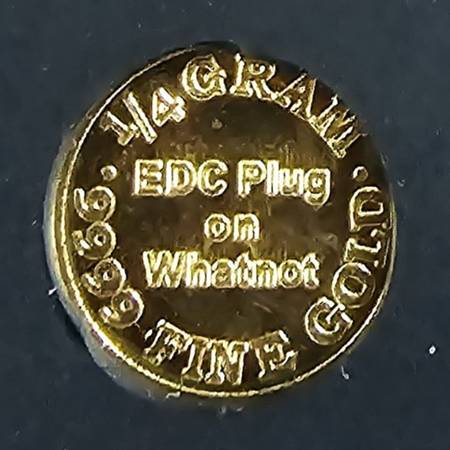 1/4 GRAM
EDC Plug
on
Whatnot
9999 FINE GOLD